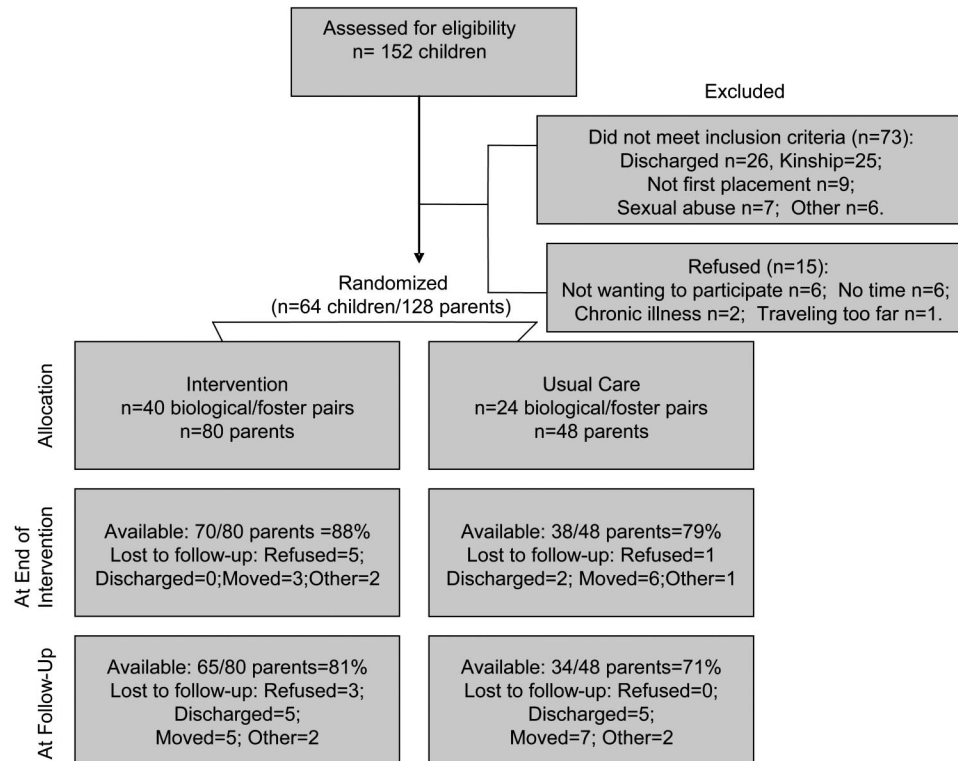 Assessed for eligibility
n= 152 children
Excluded
Did not meet inclusion criteria (n=73):
Discharged n=26, Kinship=25;
Not first placement n=9;
Sexual abuse n=7; Other n=6.
Refused (n=15):
Not wanting to participate n=6; No time n=6;
Chronic illness n=2; Traveling too far n=1.
Randomized
(n=64 children/128 parents)
Allocation
Intervention
n=40 biological/foster pairs
n=80 parents
Usual Care
n=24 biological/foster pairs
n=48 parents
At End of
Intervention
Available: 70/80 parents =88%
Lost to follow-up: Refused=5;
Discharged=0;Moved=3;Other=2
Available: 38/48 parents=79%
Lost to follow-up: Refused=1
Discharged=2; Moved=6;Other=1
At Follow-Up
Available: 65/80 parents=81%
Lost to follow-up: Refused=3;
Discharged=5;
Moved=5; Other=2
Available: 34/48 parents=71%
Lost to follow-up: Refused=0;
Discharged=5;
Moved=7; Other=2